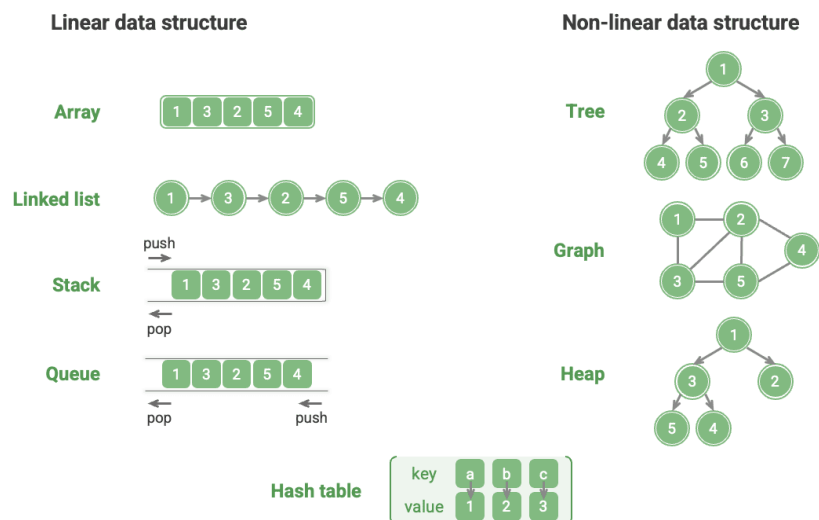 Linear data structure
Array
1 3 2 5 4
Linked list
1 3 2 5 4
push
Stack
1 3 2 5 4
pop
Queue
1 3 2 5 4
pop push
Non-linear data structure
Tree
1
2 3
4 5 6 7
Graph
1 2
4
3 5
Heap
1
3 2
5 4
Hash table
key a b c
value 1 2 3